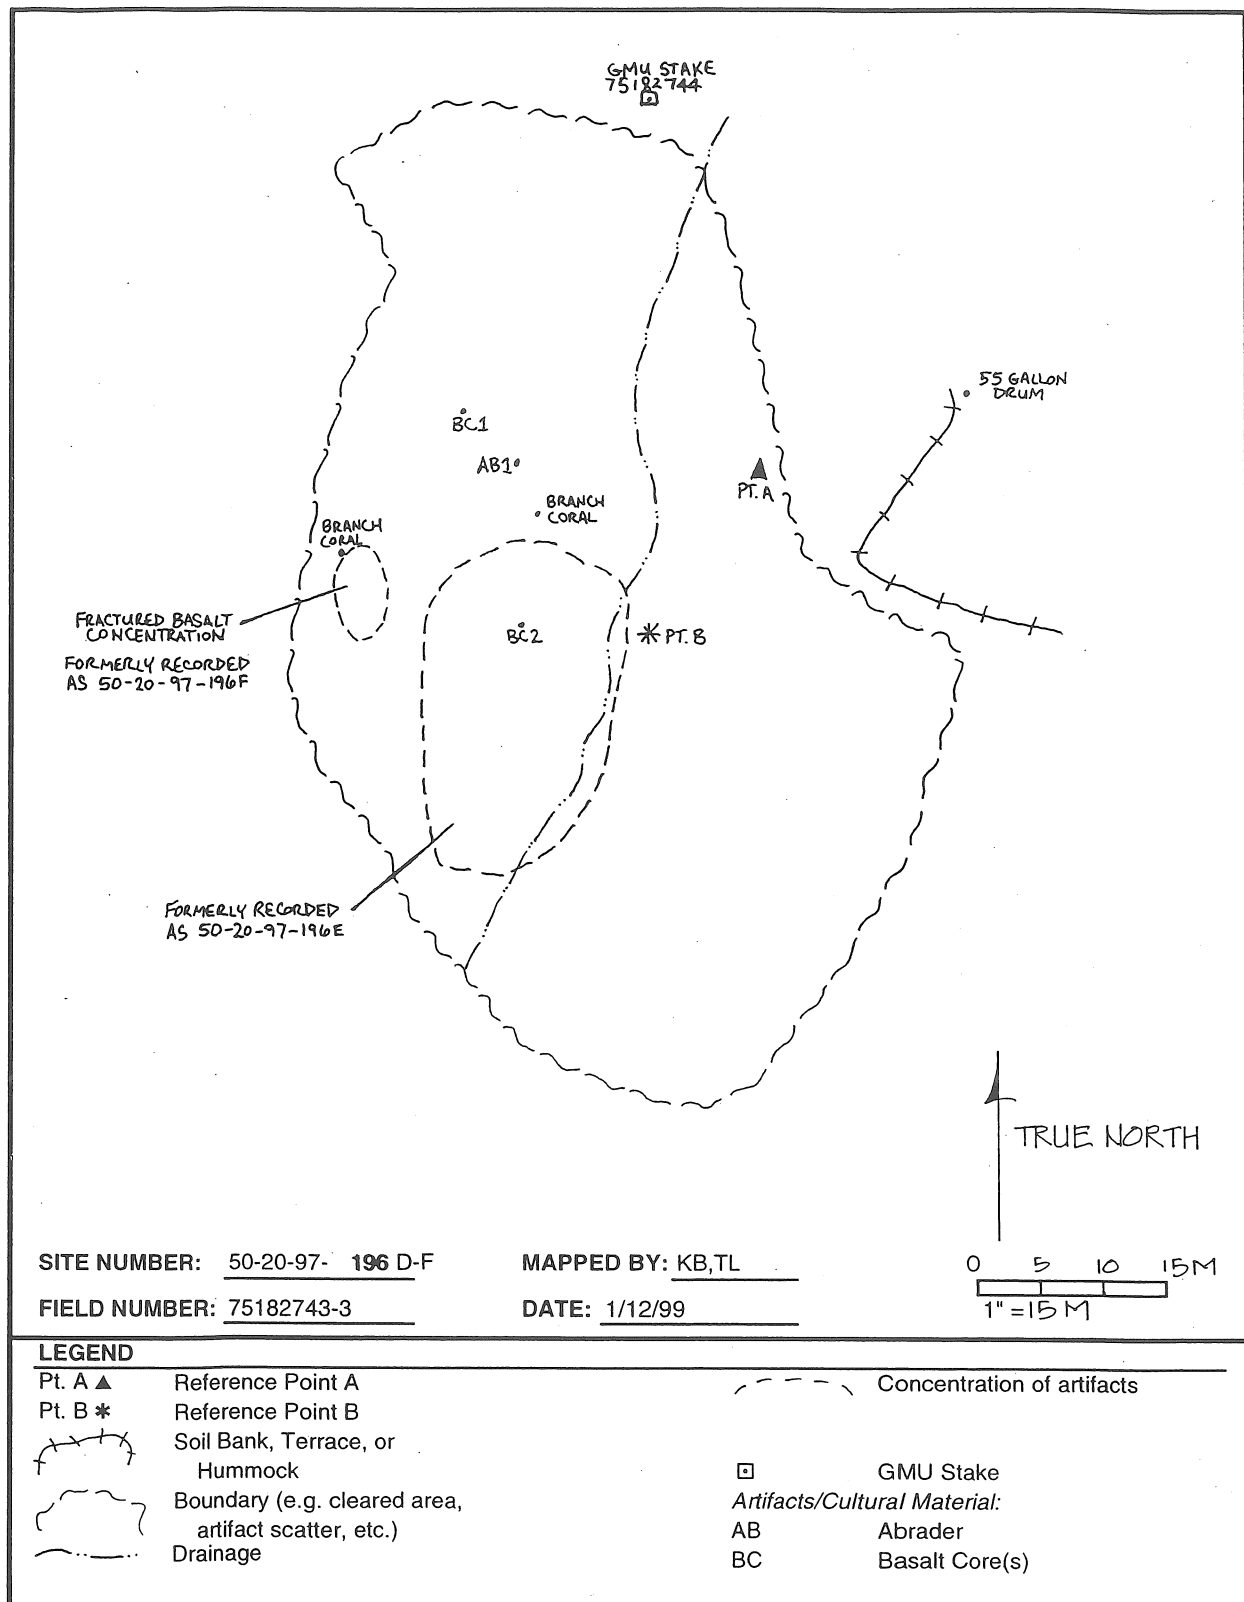 GMU STAKE
75182744
55 GALLON
DRUM
BC1
AB1
PT. A
BRANCH
CORAL
BRANCH
CORAL
FRACTURED BASALT
CONCENTRATION
FORMERLY RECORDED
AS 50-20-97-196F
BC2
PT. B
FORMERLY RECORDED
AS 50-20-97-196E
TRUE NORTH
SITE NUMBER: 50-20-97- 196 D-F
MAPPED BY: KB,TL
0 5 10 15M
FIELD NUMBER: 75182743-3
DATE: 1/12/99
1" = 15 M
LEGEND
Pt. A Reference Point A
Pt. B Reference Point B
Soil Bank, Terrace, or
Hummock
Boundary (e.g. cleared area,
artifact scatter, etc.)
Drainage
Concentration of artifacts
GMU Stake
Artifacts/Cultural Material:
AB Abrader
BC Basalt Core(s)